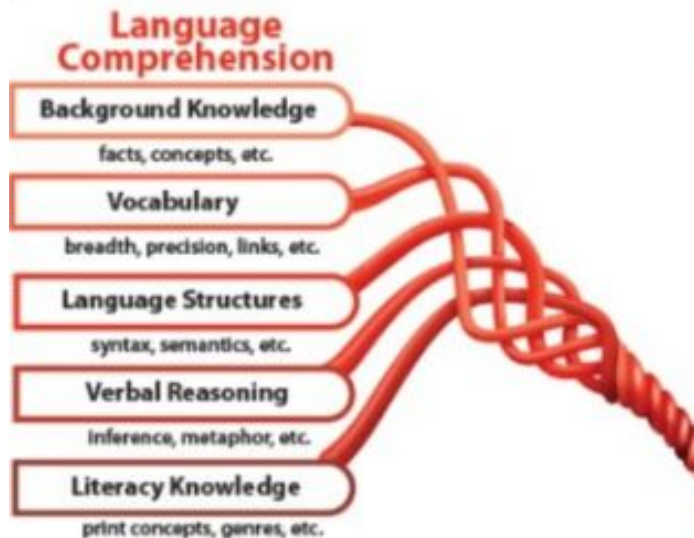 Language
Comprehension
Background Knowledge
facts, concepts, etc.
Vocabulary
breadth, precision, links, etc.
Language Structures
syntax, semantics, etc.
Verbal Reasoning
inference, metaphor, etc.
Literacy Knowledge
print concepts, genres, etc.